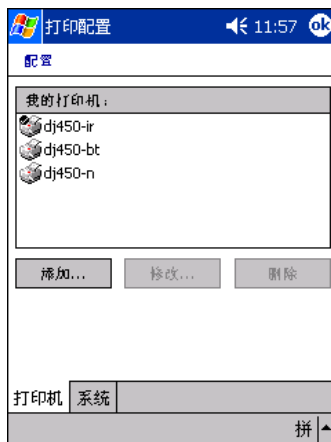 打印配置 11:57 ok
配置
我的打印机：
dj450-ir
dj450-bt
dj450-n
添加... 修改... 删除
打印机 系统
拼